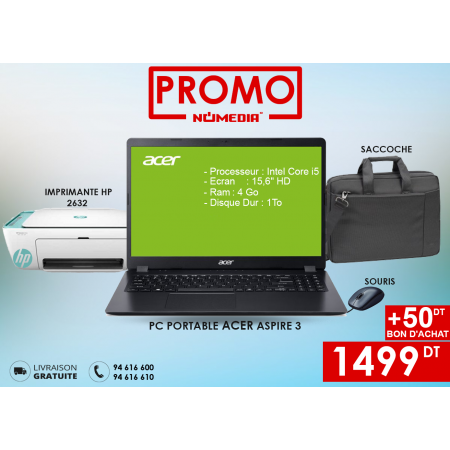 PROMO
NUMEDIA
acer
- Processeur : Intel Core i5
- Ecran : 15,6" HD
- Ram : 4 Go
- Disque Dur : 1To
acer
SACCOCHE
IMPRIMANTE HP
2632
hp
SOURIS
PC PORTABLE ACER ASPIRE 3
+50DT
BON D'ACHAT
1499 DT
LIVRAISON
GRATUITE
94 616 600
94 616 610